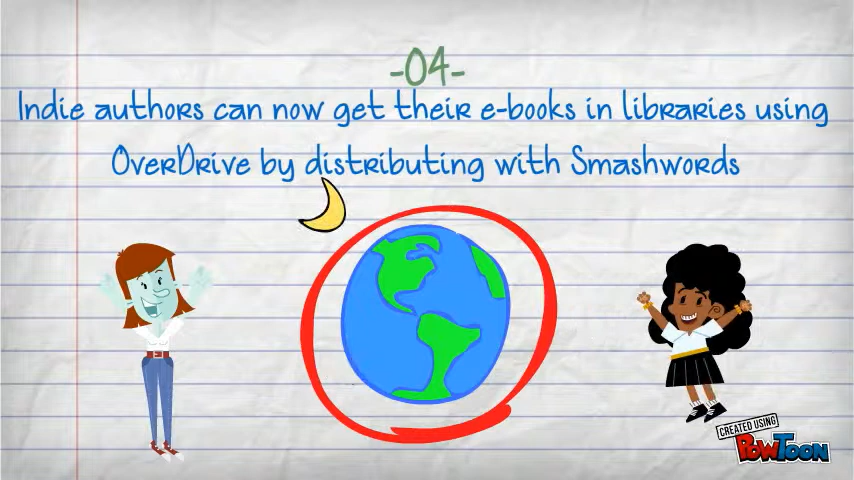 -04-
Indie authors can now get their e-books in libraries using
OverDrive by distributing with Smashwords
CREATED USING
POWTOON